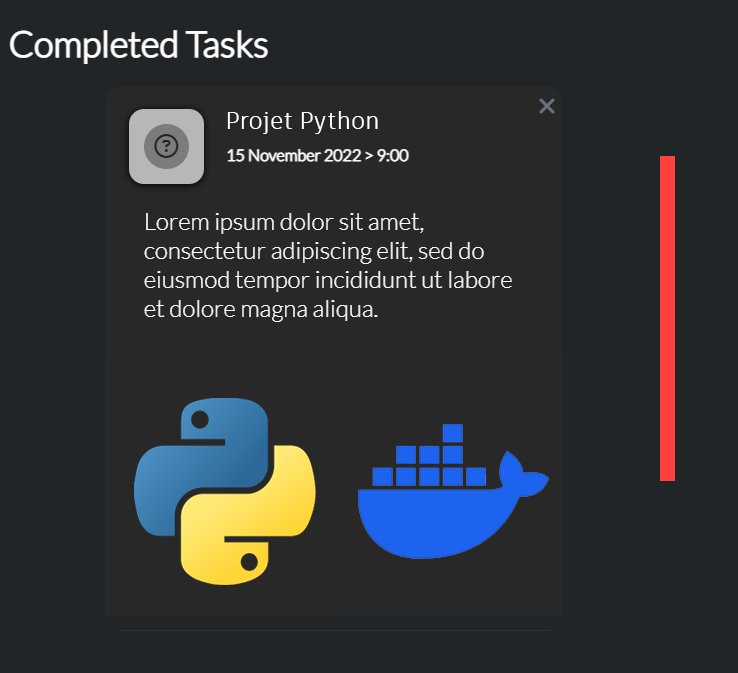 Completed Tasks
Projet Python
15 November 2022 > 9:00
Lorem ipsum dolor sit amet,
consectetur adipiscing elit, sed do
eiusmod tempor incididunt ut labore
et dolore magna aliqua.